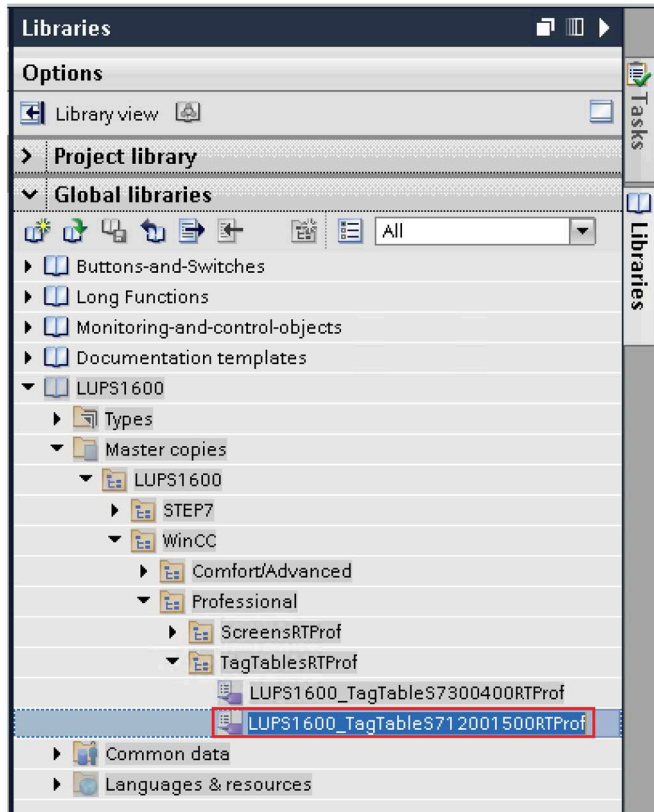 Libraries
Options
Library view
Project library
Global libraries
All
Buttons-and-Switches
Long Functions
Monitoring-and-control-objects
Documentation templates
LUPS1600
Types
Master copies
LUPS1600
STEP7
WinCC
Comfort/Advanced
Professional
ScreensRTProf
TagTablesRTProf
LUPS1600_TagTableS7300400RTProf
LUPS1600_TagTableS712001500RTProf
Common data
Languages & resources
Tasks
Libraries